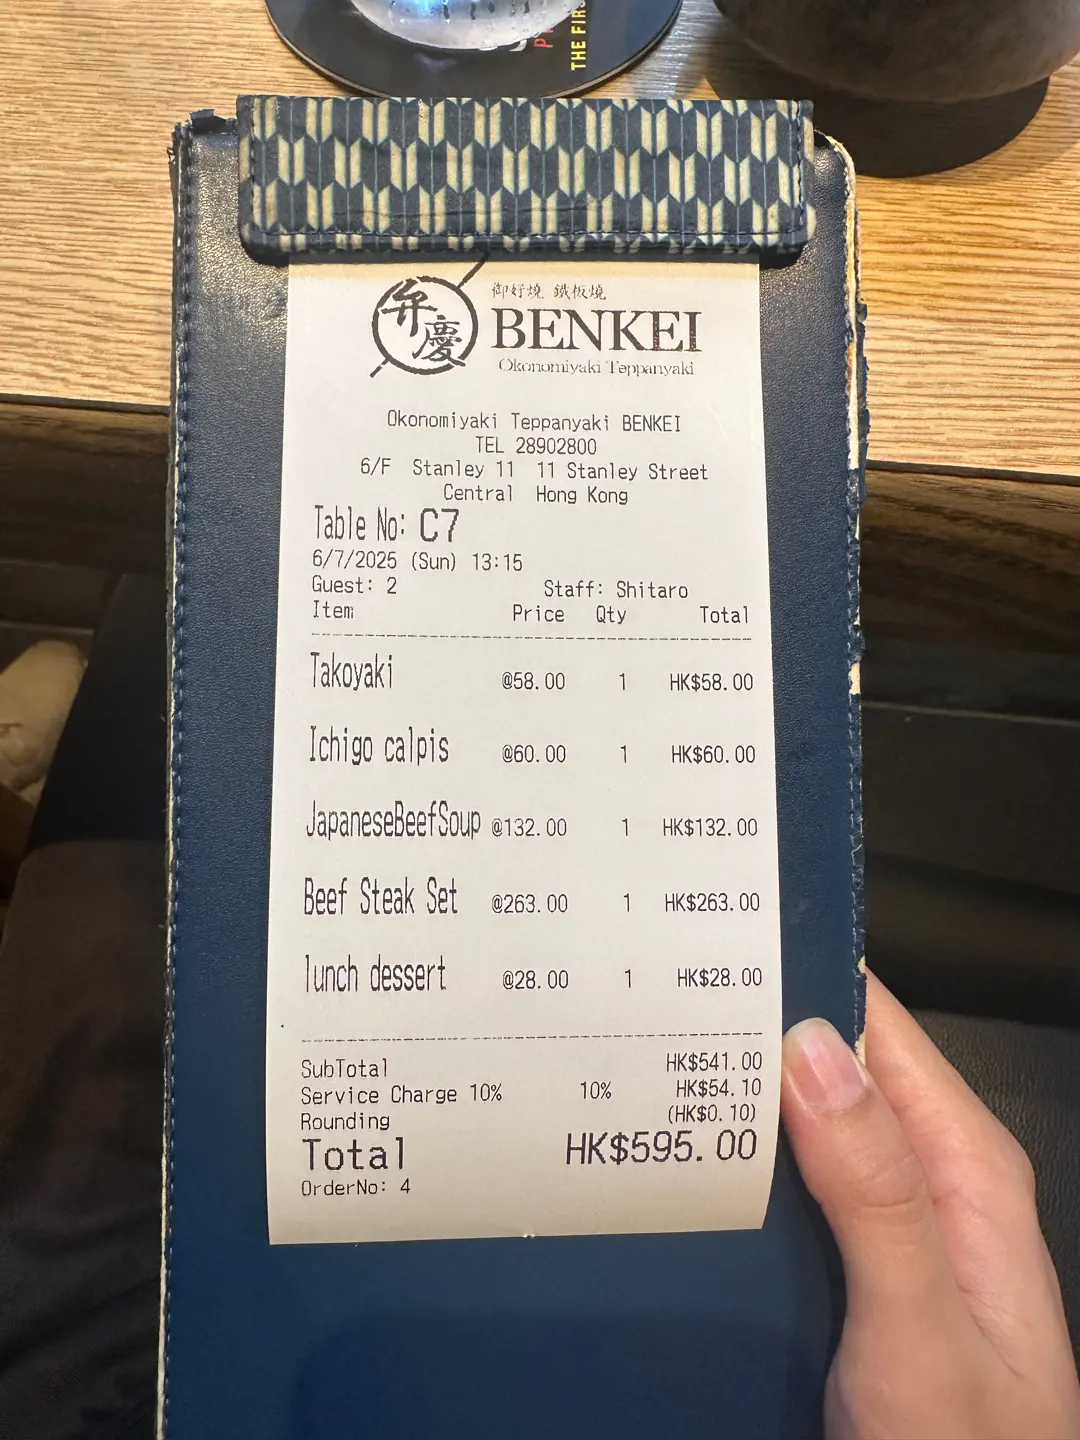 THE FIRS
弁慶
御好燒 鐵板燒
BENKEI
Okonomiyaki Teppanyaki
Okonomiyaki Teppanyaki BENKEI
TEL 28902800
6/F Stanley 11 11 Stanley Street
Central Hong Kong
Table No: C7
6/7/2025 (Sun) 13:15
Guest: 2 Staff: Shitaro
Item Price Qty Total
Takoyaki @58.00 1 HK$58.00
Ichigo calpis @60.00 1 HK$60.00
JapaneseBeefSoup @132.00 1 HK$132.00
Beef Steak Set @263.00 1 HK$263.00
lunch dessert @28.00 1 HK$28.00
SubTotal HK$541.00
Service Charge 10% 10% HK$54.10
Rounding (HK$0.10)
Total HK$595.00
OrderNo: 4